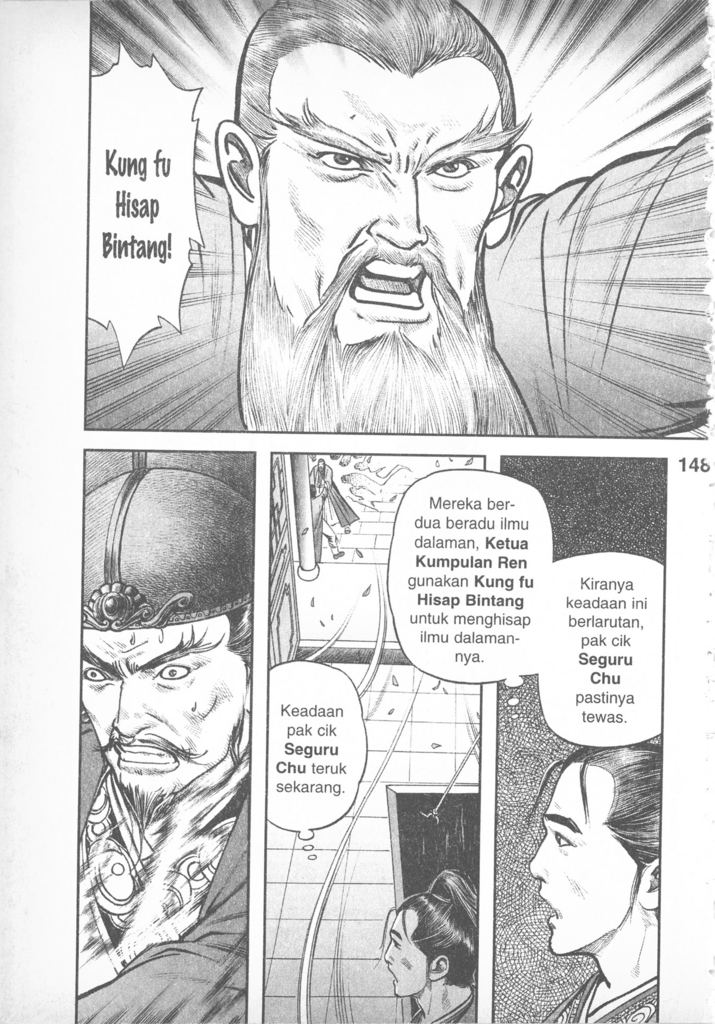 Kung fu
Hisap
Bintang!
148
Mereka ber-
dua beradu ilmu
dalaman, Ketua
Kumpulan Ren
gunakan Kung fu
Hisap Bintang
untuk menghisap
ilmu dalaman-
nya.
Keadaan
pak cik
Seguru
Chu teruk
sekarang.
Kiranya
keadaan ini
berlarutan,
pak cik
Seguru
Chu
pastinya
tewas.